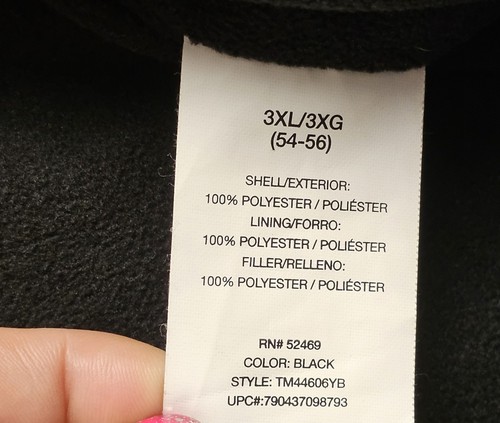 3XL/3XG
(54-56)
SHELL/EXTERIOR:
100% POLYESTER / POLIÉSTER
LINING/FORRO:
100% POLYESTER / POLIÉSTER
FILLER/RELLENO:
100% POLYESTER / POLIÉSTER
RN# 52469
COLOR: BLACK
STYLE: TM44606YB
UPC#:790437098793